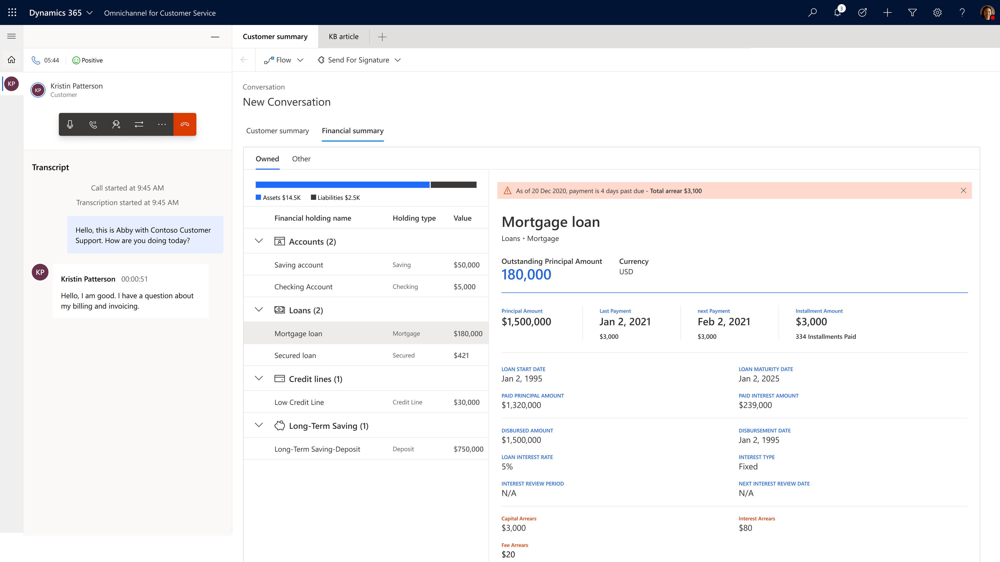 Dynamics 365
Omnichannel for Customer Service
3
Customer summary
KB article
05:44
Positive
Flow
Send For Signature
KP
KP
Kristin Patterson
Customer
Transcript
Call started at 9:45 AM
Transcription started at 9:45 AM
Hello, this is Abby with Contoso Customer
Support. How are you doing today?
KP
Kristin Patterson 00:00:51
Hello, I am good. I have a question about
my billing and invoicing.
Conversation
New Conversation
Customer summary
Financial summary
Owned
Other
Assets $14.5K
Liabilities $2.5K
Financial holding name Holding type Value
Accounts (2)
Saving account Saving $50,000
Checking Account Checking $5,000
Loans (2)
Mortgage loan Mortgage $180,000
Secured loan Secured $421
Credit lines (1)
Low Credit Line Credit Line $30,000
Long-Term Saving (1)
Long-Term Saving-Deposit Deposit $750,000
As of 20 Dec 2020, payment is 4 days past due - Total arrear $3,100
Mortgage loan
Loans • Mortgage
Outstanding Principal Amount
180,000
Currency
USD
Principal Amount
$1,500,000
Last Payment
Jan 2, 2021
$3,000
next Payment
Feb 2, 2021
$3,000
Installment Amount
$3,000
334 Installments Paid
LOAN START DATE
Jan 2, 1995
LOAN MATURITY DATE
Jan 2, 2025
PAID PRINCIPAL AMOUNT
$1,320,000
PAID INTEREST AMOUNT
$239,000
DISBURSED AMOUNT
$1,500,000
DISBURSEMENT DATE
Jan 2, 1995
LOAN INTEREST RATE
5%
INTEREST TYPE
Fixed
INTEREST REVIEW PERIOD
N/A
NEXT INTEREST REVIEW DATE
N/A
Capital Arrears
$3,000
Interest Arrears
$80
Fee Arrears
$20